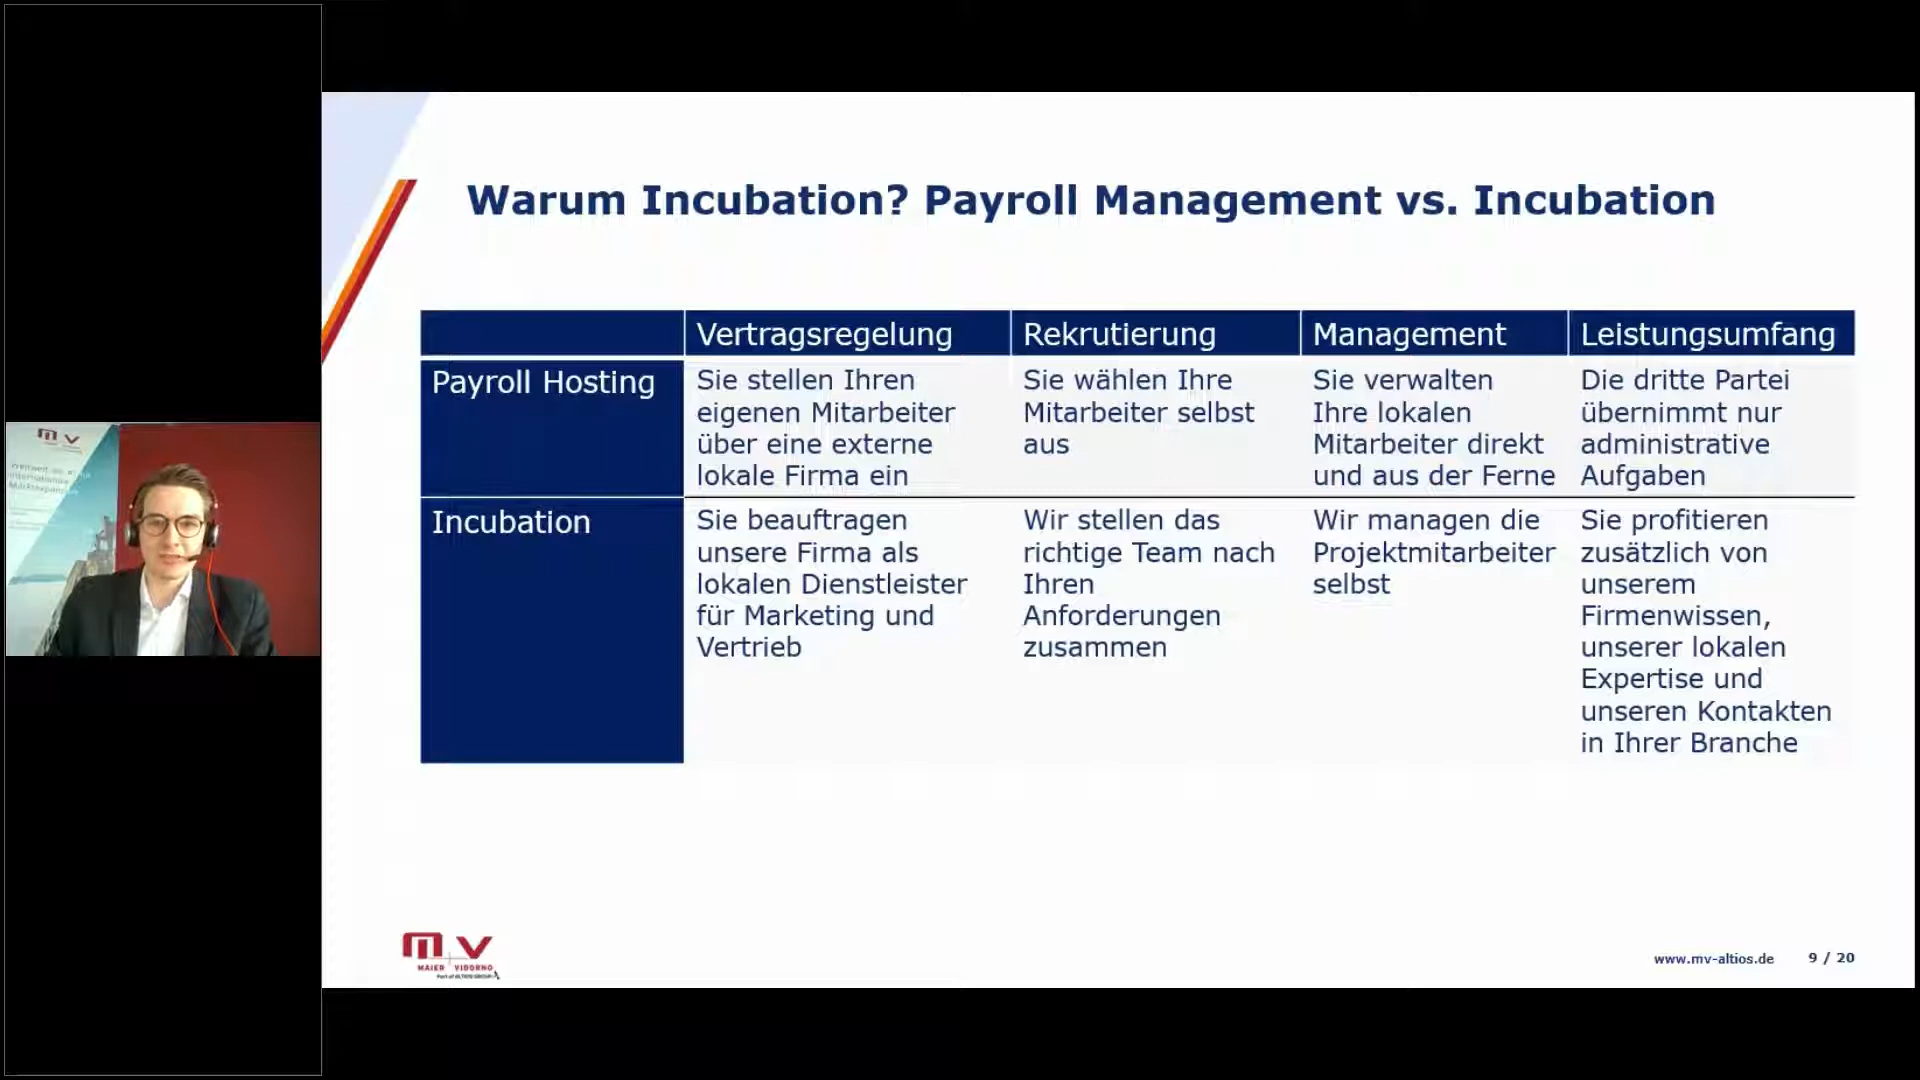 Warum Incubation? Payroll Management vs. Incubation
Vertragsregelung
Rekrutierung
Management
Leistungsumfang
Payroll Hosting
Sie stellen Ihren
eigenen Mitarbeiter
über eine externe
lokale Firma ein
Sie wählen Ihre
Mitarbeiter selbst
aus
Sie verwalten
Ihre lokalen
Mitarbeiter direkt
und aus der Ferne
Die dritte Partei
übernimmt nur
administrative
Aufgaben
Incubation
Sie beauftragen
unsere Firma als
lokalen Dienstleister
für Marketing und
Vertrieb
Wir stellen das
richtige Team nach
Ihren
Anforderungen
zusammen
Wir managen die
Projektmitarbeiter
selbst
Sie profitieren
zusätzlich von
unserem
Firmenwissen,
unserer lokalen
Expertise und
unseren Kontakten
in Ihrer Branche
M V
MAIER VIDORNO
Part of ALTIOS GROUP
www.mv-altios.de
9 / 20
M V